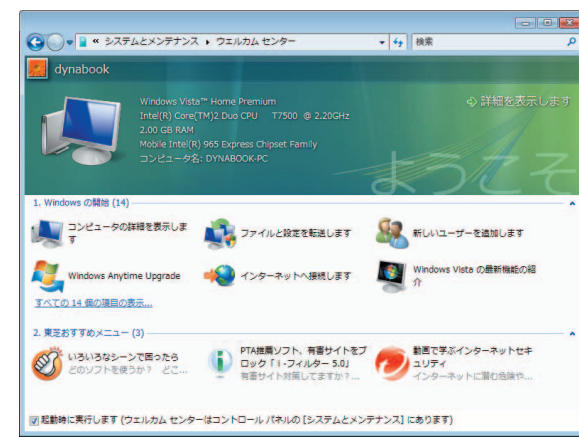 « システムとメンテナンス ▸ ウエルカム センター
検索
dynabook
Windows Vista™ Home Premium
Intel(R) Core(TM)2 Duo CPU T7500 @ 2.20GHz
2.00 GB RAM
Mobile Intel(R) 965 Express Chipset Family
コンピュータ名: DYNABOOK-PC
詳細を表示します
ようこそ
1. Windows の開始 (14)
コンピュータの詳細を表示しま
す
ファイルと設定を転送します
新しいユーザーを追加します
Windows Anytime Upgrade
インターネットへ接続します
Windows Vista の最新機能の紹
介
すべての 14 個の項目の表示...
2. 東芝おすすめメニュー (3)
いろいろなシーンで困ったら
どのソフトを使うか? どこ...
PTA推薦ソフト、有害サイトをブ
ロック「i-フィルター 5.0」
有害サイト対策してますか?...
動画で学ぶインターネットセキ
ュリティ
インターネットに潜む危険や...
起動時に実行します (ウエルカム センターはコントロール パネルの [システムとメンテナンス] にあります)